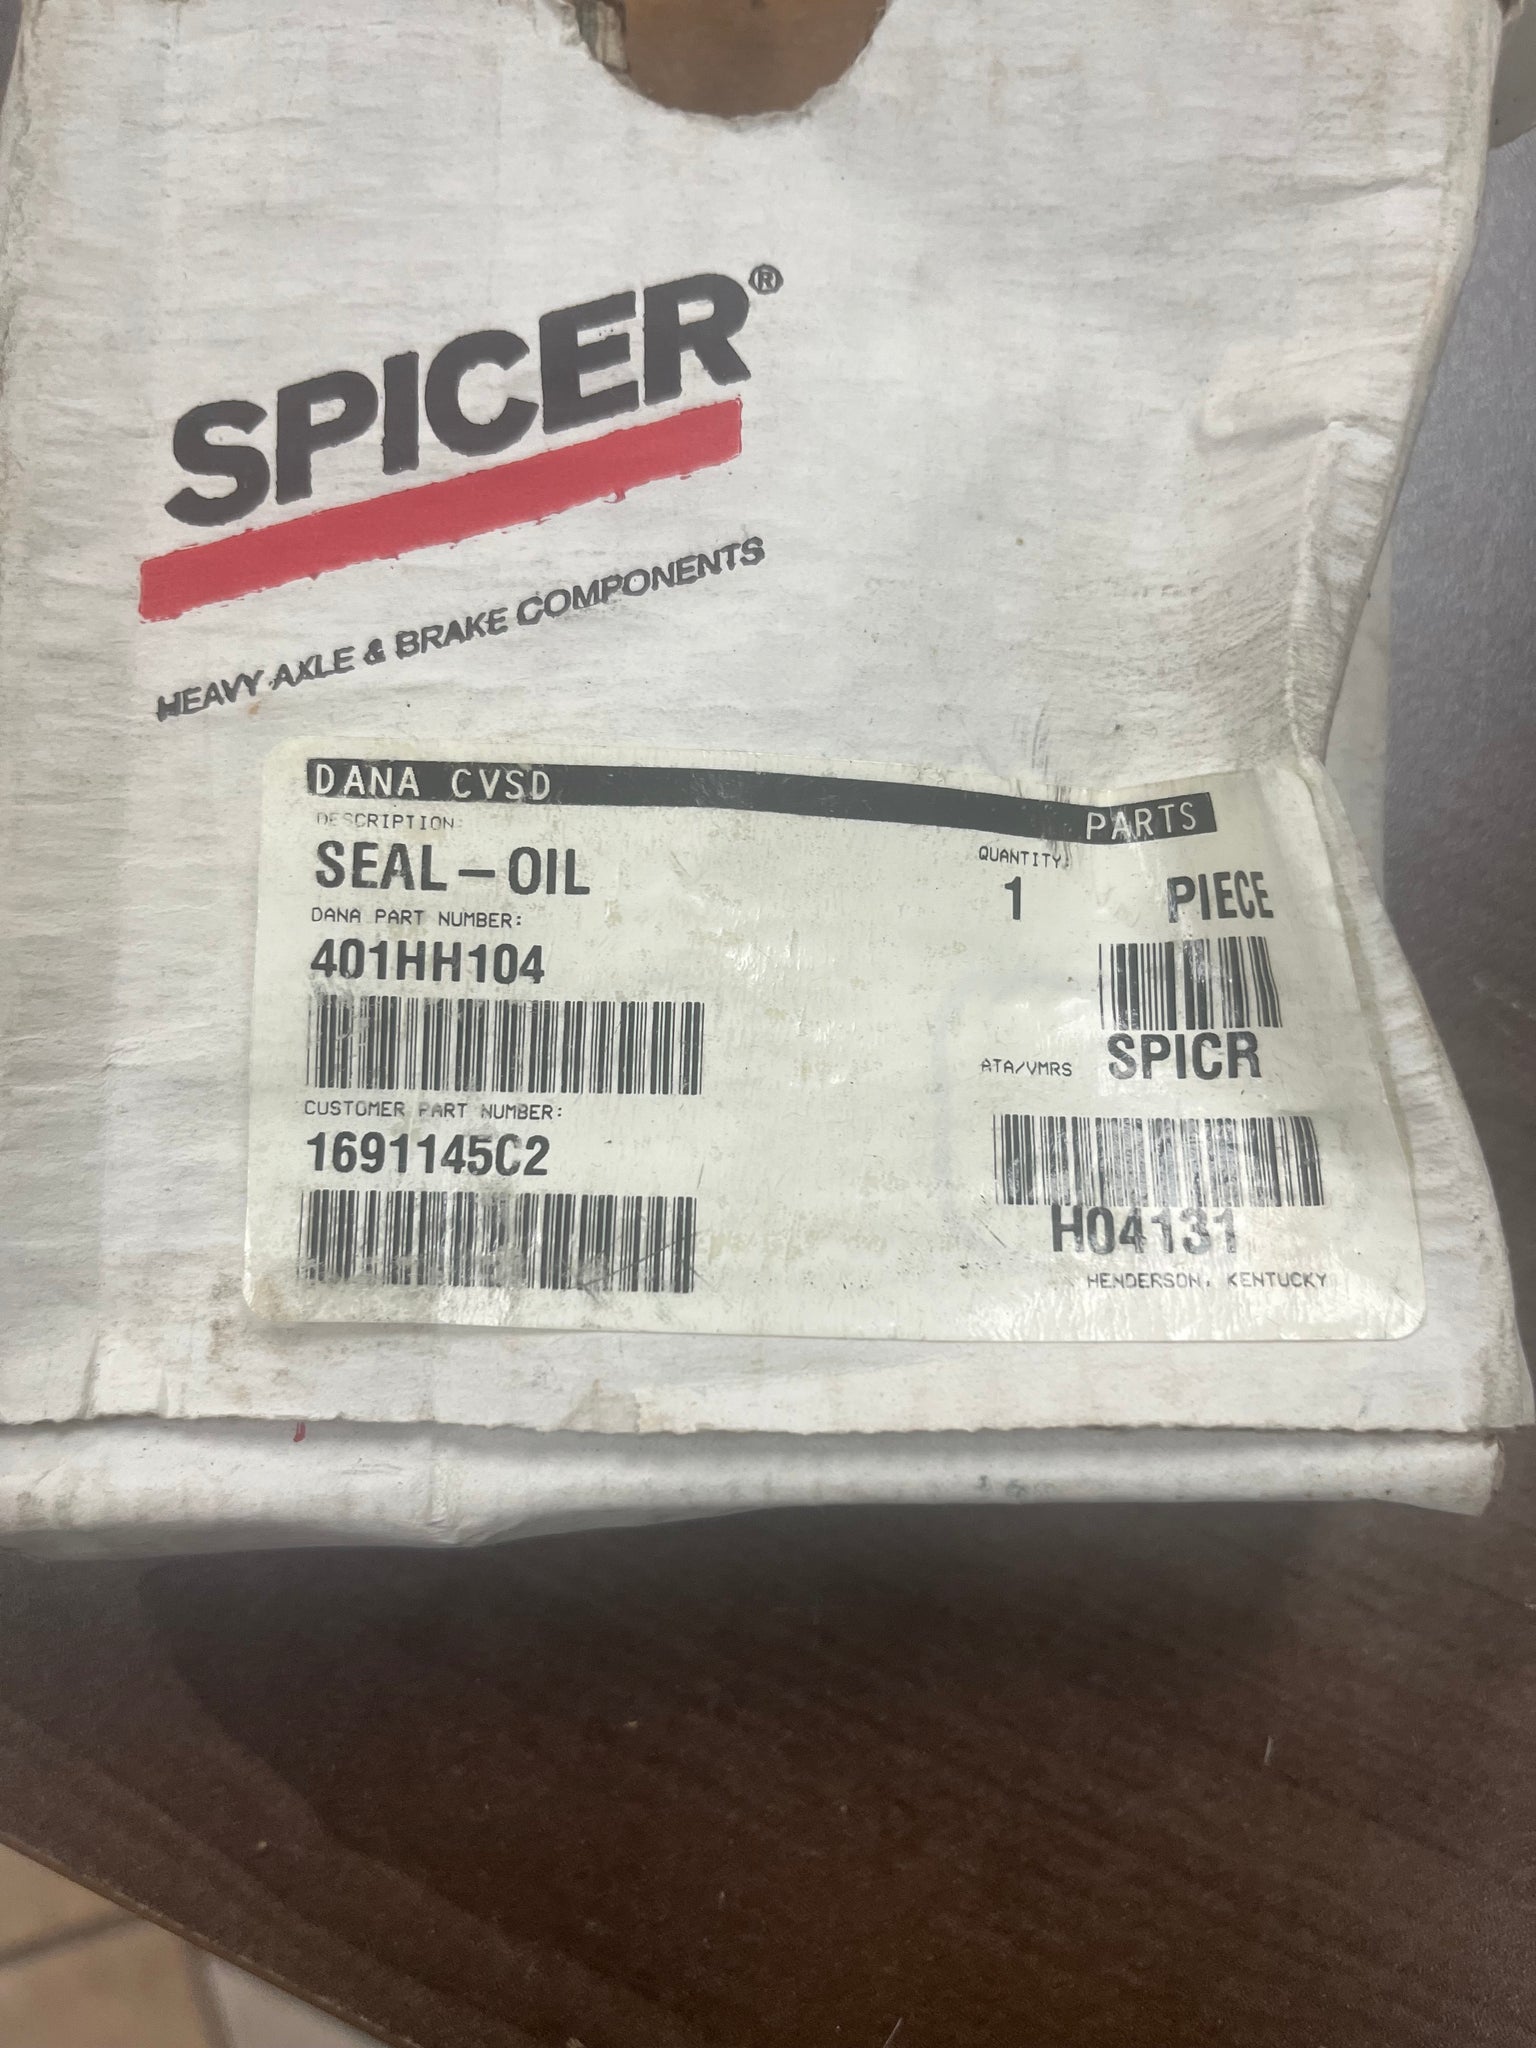 SPICER®
HEAVY AXLE & BRAKE COMPONENTS
DANA CVSD PARTS
DESCRIPTION:
SEAL-OIL
QUANTITY:
1 PIECE
DANA PART NUMBER:
401HH104
ATA/VMRS SPICR
CUSTOMER PART NUMBER:
1691145C2
H04131
HENDERSON, KENTUCKY